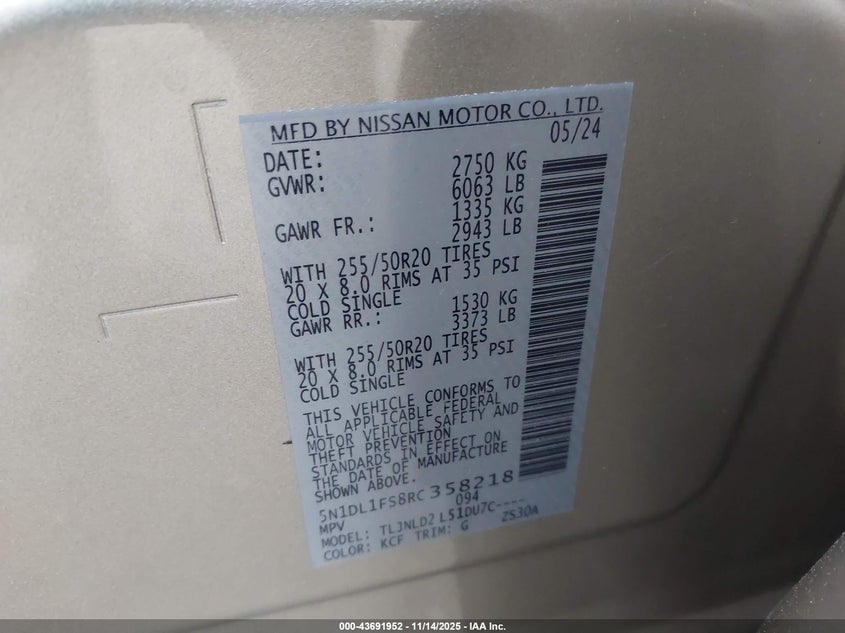 MFD BY NISSAN MOTOR CO., LTD.
DATE: 05/24
GVWR: 2750 KG
6063 LB
GAWR FR.: 1335 KG
2943 LB
WITH 255/50R20 TIRES
20 X 8.0 RIMS AT 35 PSI
COLD SINGLE
GAWR RR.: 1530 KG
3373 LB
WITH 255/50R20 TIRES
20 X 8.0 RIMS AT 35 PSI
COLD SINGLE
THIS VEHICLE CONFORMS TO
ALL APPLICABLE FEDERAL
MOTOR VEHICLE SAFETY AND
THEFT PREVENTION
STANDARDS IN EFFECT ON
THE DATE OF MANUFACTURE
SHOWN ABOVE.
5N1DL1FS8RC358218
MPV 094
MODEL: TLJNLD2 L51DU7C----
COLOR: KCF TRIM: G ZS30A
000-43691952 - 11/14/2025 - IAA Inc.